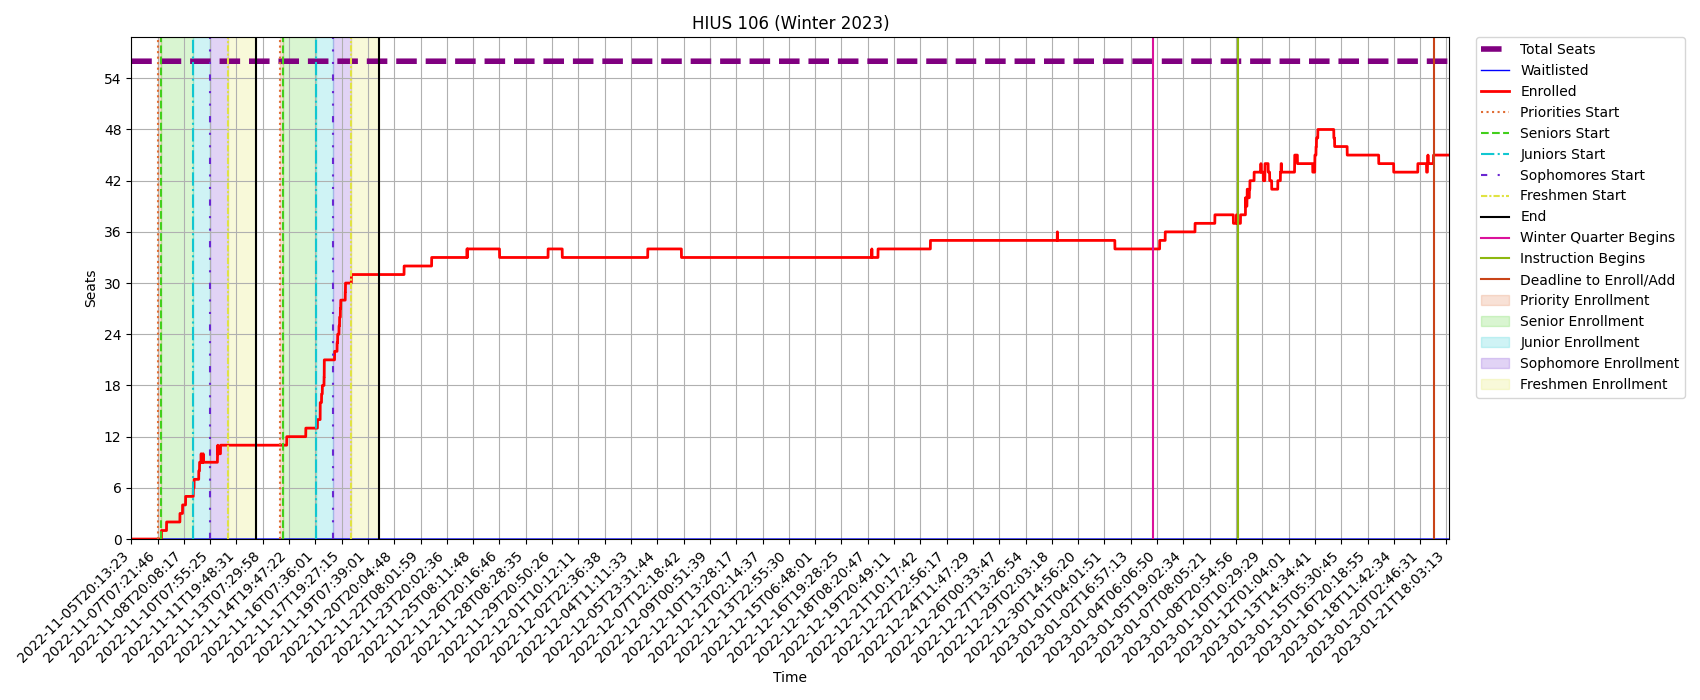 HIUS 106 (Winter 2023)
Seats
54
48
42
36
30
24
18
12
6
0
2022-11-05T20:13:23
2022-11-07T07:21:46
2022-11-08T20:08:17
2022-11-10T07:55:25
2022-11-11T19:48:31
2022-11-13T07:29:58
2022-11-14T19:47:22
2022-11-16T07:36:01
2022-11-17T19:27:15
2022-11-19T07:39:01
2022-11-20T20:04:48
2022-11-22T08:01:59
2022-11-23T20:02:36
2022-11-25T08:11:48
2022-11-26T20:16:46
2022-11-28T08:28:35
2022-11-29T20:50:26
2022-12-01T10:12:11
2022-12-02T22:36:38
2022-12-04T11:11:33
2022-12-05T23:31:44
2022-12-07T12:18:42
2022-12-09T00:51:39
2022-12-10T13:28:17
2022-12-12T02:14:37
2022-12-13T22:55:30
2022-12-15T06:48:01
2022-12-16T19:28:25
2022-12-18T08:20:47
2022-12-19T20:49:11
2022-12-21T10:17:42
2022-12-22T22:56:17
2022-12-24T11:47:29
2022-12-26T00:33:47
2022-12-27T13:26:54
2022-12-29T02:03:18
2022-12-30T14:56:20
2023-01-01T04:01:51
2023-01-02T16:57:13
2023-01-04T06:06:50
2023-01-05T19:02:34
2023-01-07T08:05:21
2023-01-08T20:54:56
2023-01-10T10:29:29
2023-01-12T01:04:01
2023-01-13T14:34:41
2023-01-15T05:30:45
2023-01-16T20:18:55
2023-01-18T11:42:34
2023-01-20T02:46:31
2023-01-21T18:03:13
Time
Total Seats
Waitlisted
Enrolled
Priorities Start
Seniors Start
Juniors Start
Sophomores Start
Freshmen Start
End
Winter Quarter Begins
Instruction Begins
Deadline to Enroll/Add
Priority Enrollment
Senior Enrollment
Junior Enrollment
Sophomore Enrollment
Freshmen Enrollment